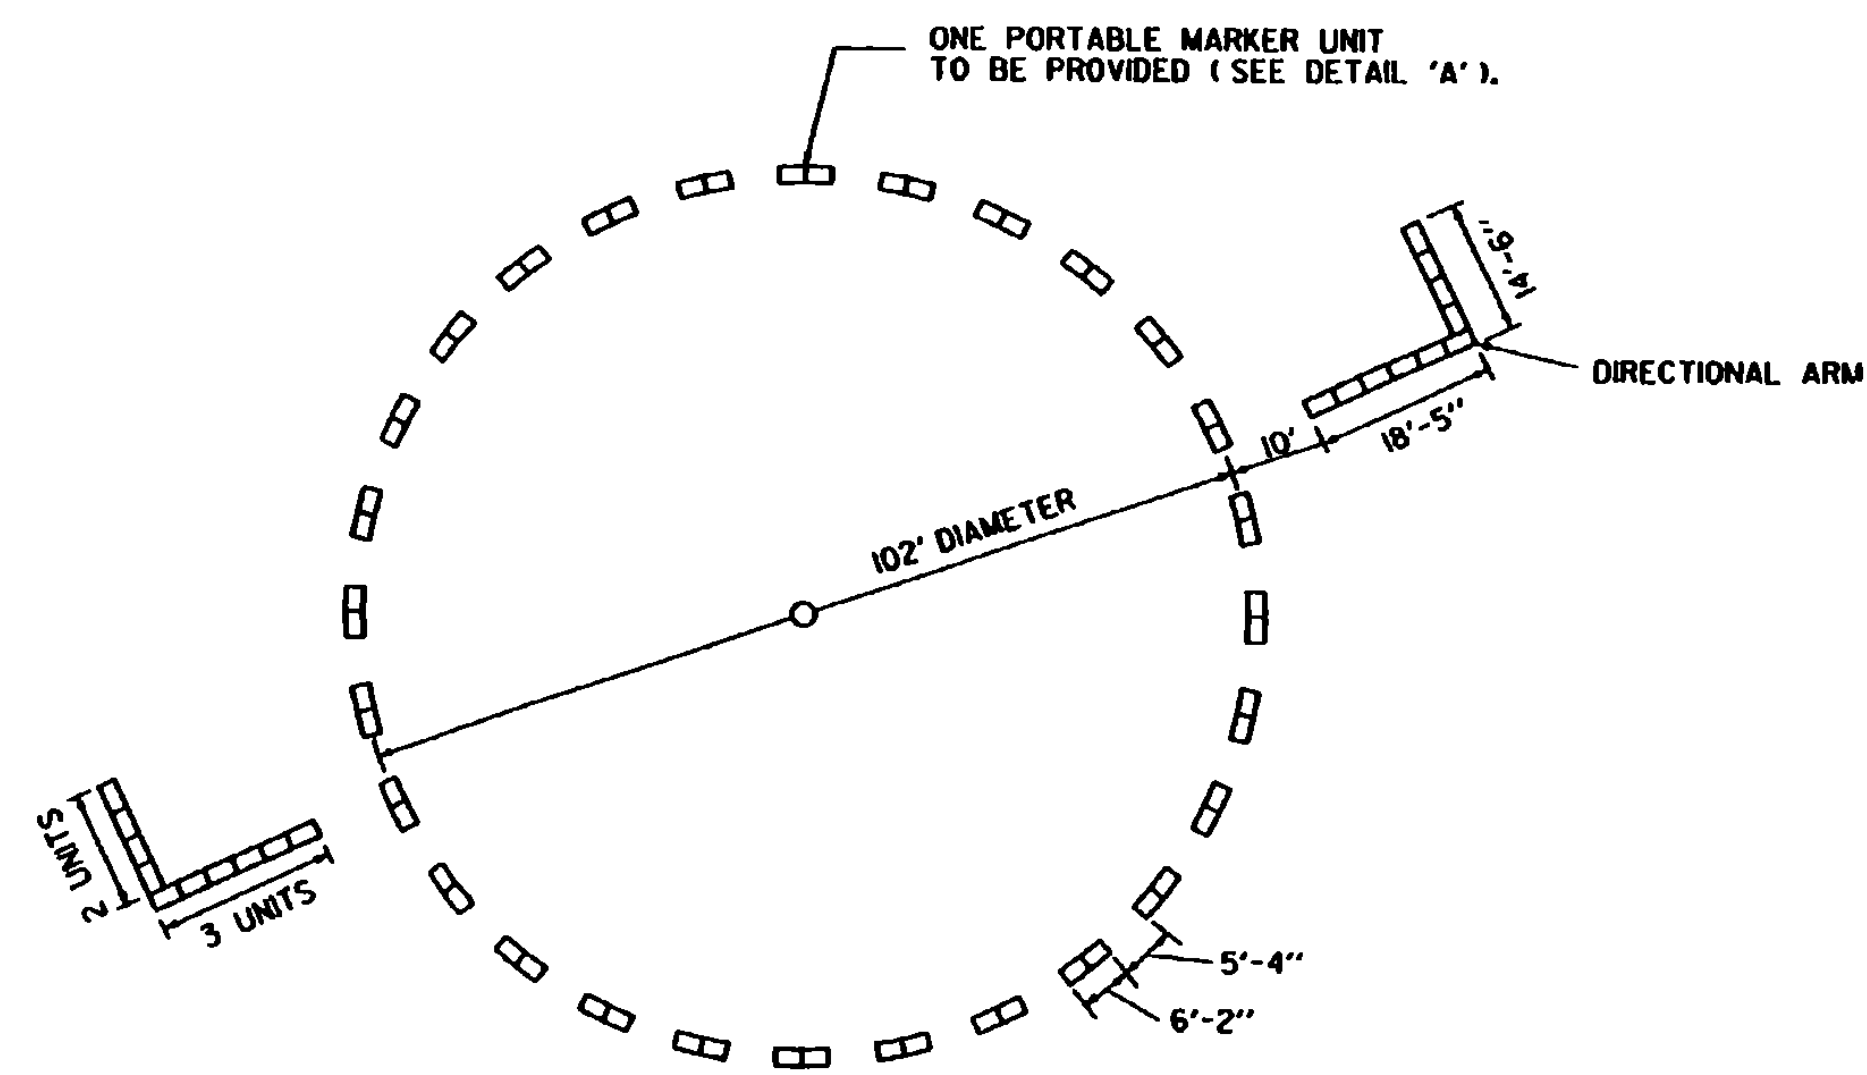 ONE PORTABLE MARKER UNIT
TO BE PROVIDED (SEE DETAIL 'A').
14'-6"
DIRECTIONAL ARM
18'-5"
10'
102' DIAMETER
2 UNITS
3 UNITS
5'-4"
6'-2"